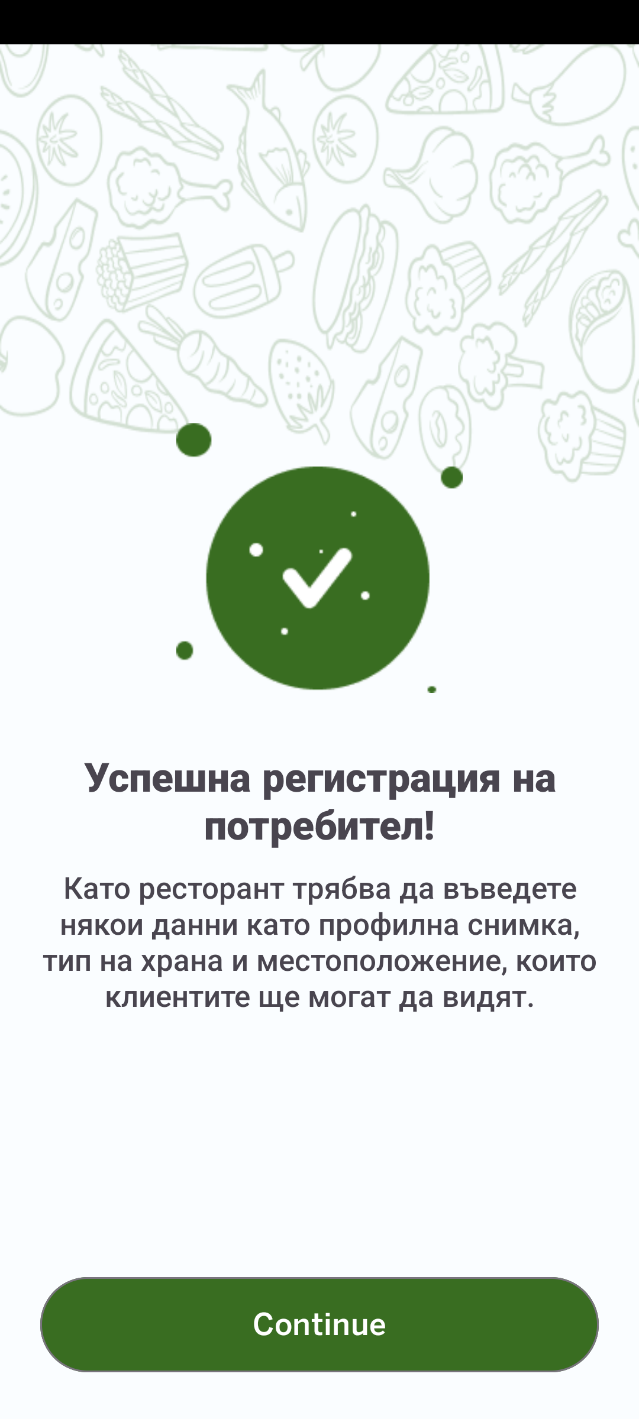 Успешна регистрация на
потребител!
Като ресторант трябва да въведете
някои данни като профилна снимка,
тип на храна и местоположение, които
клиентите ще могат да видят.
Continue